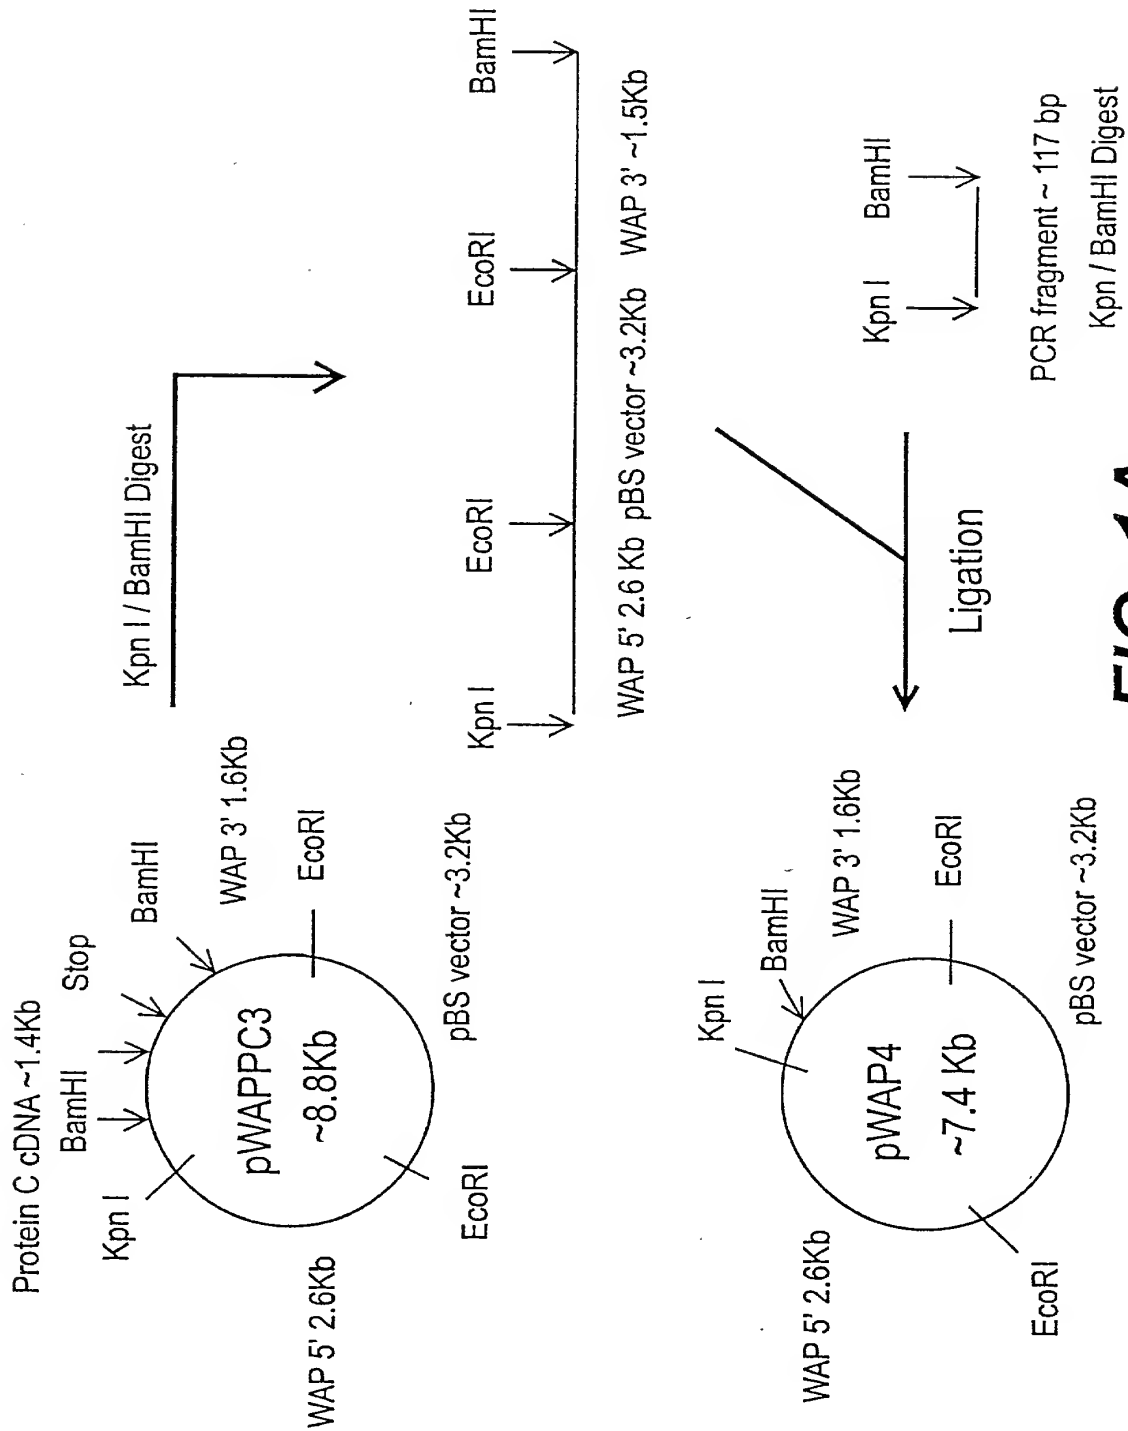 Protein C cDNA ~1.4Kb
BamHI
Stop
BamHI
Kpn I
WAP 3' 1.6Kb
pWAPPC3
~8.8Kb
EcoRI
WAP 5' 2.6Kb
EcoRI
pBS vector ~3.2Kb
Kpn I / BamHI Digest
Kpn I
EcoRI
EcoRI
BamHI
WAP 5' 2.6 Kb pBS vector ~3.2Kb WAP 3' ~1.5Kb
Kpn I
BamHI
PCR fragment ~ 117 bp
Kpn / BamHI Digest
Ligation
Kpn I
BamHI
WAP 3' 1.6Kb
WAP 5' 2.6Kb
pWAP4
~7.4 Kb
EcoRI
EcoRI
pBS vector ~3.2Kb
FIG. 1A